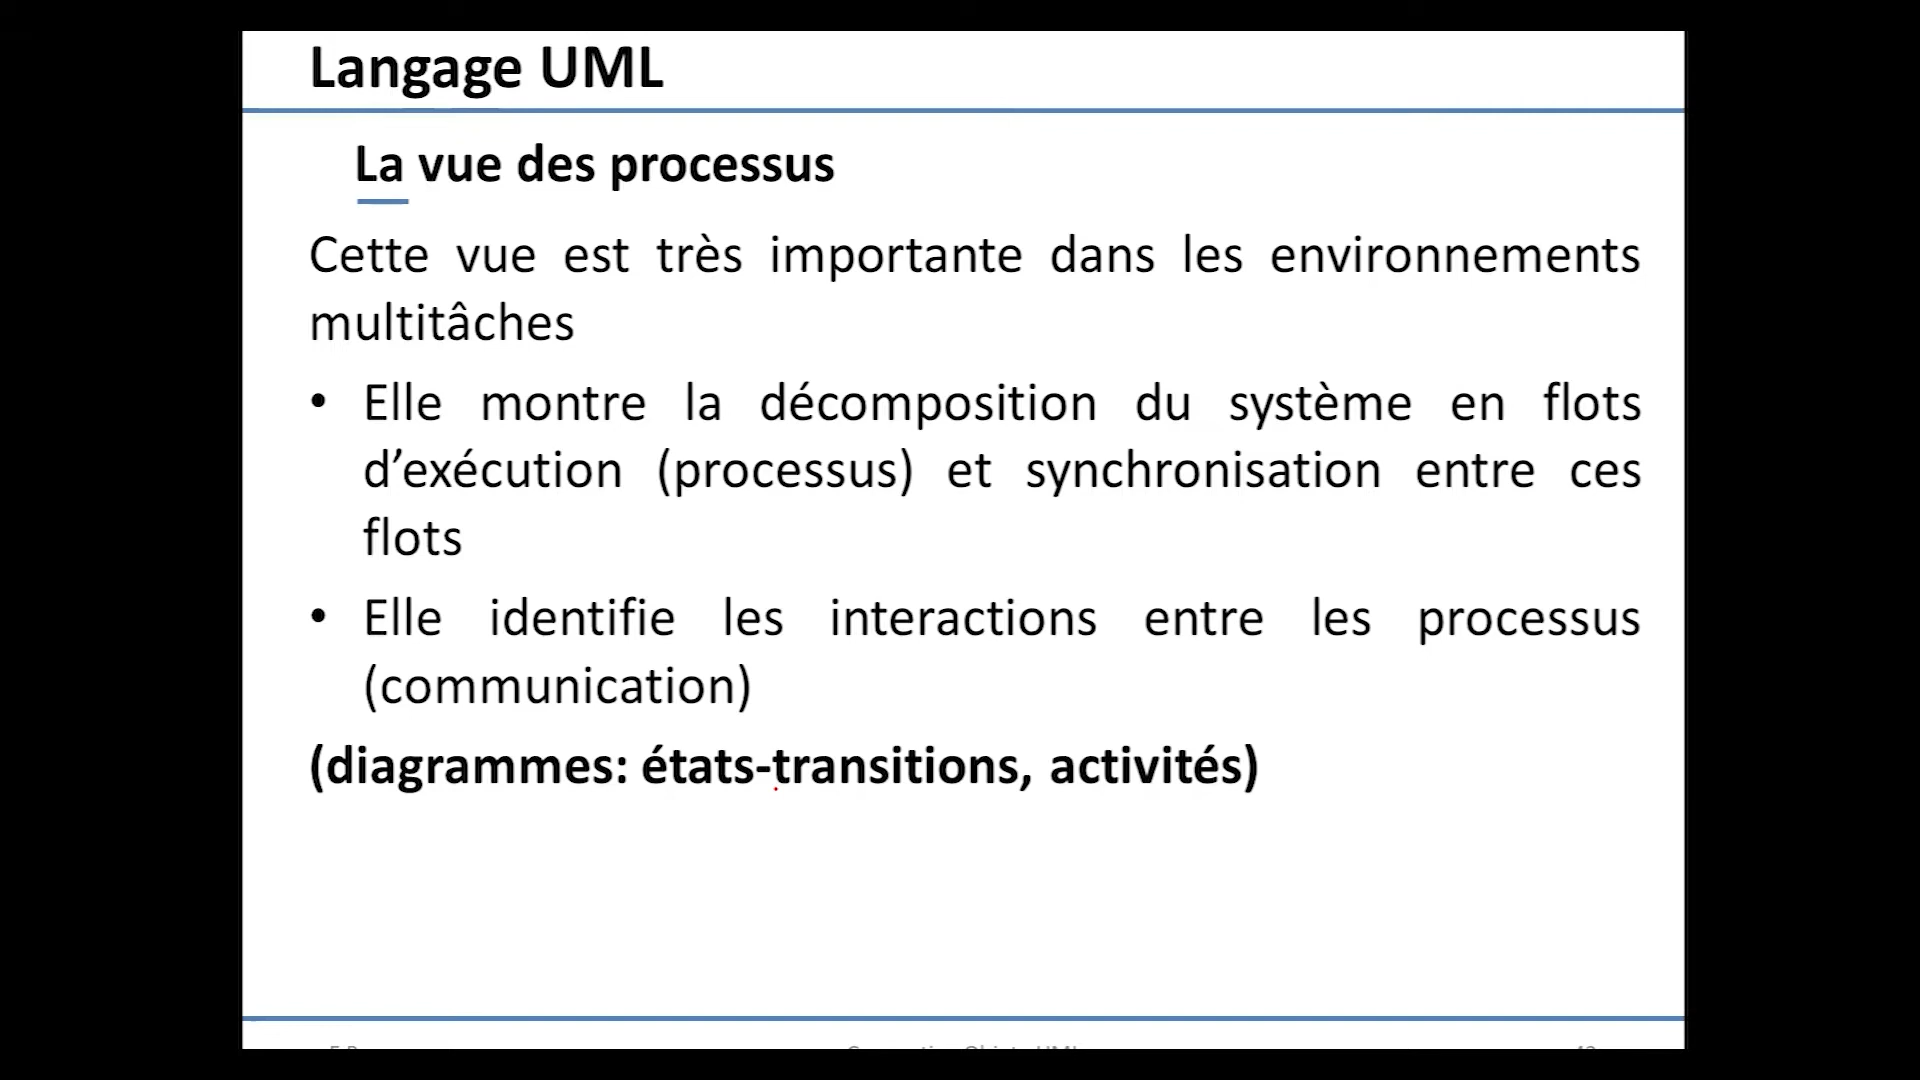 Langage UML
La vue des processus
Cette vue est très importante dans les environnements
multitâches
• Elle montre la décomposition du système en flots
d’exécution (processus) et synchronisation entre ces
flots
• Elle identifie les interactions entre les processus
(communication)
(diagrammes: états-transitions, activités)